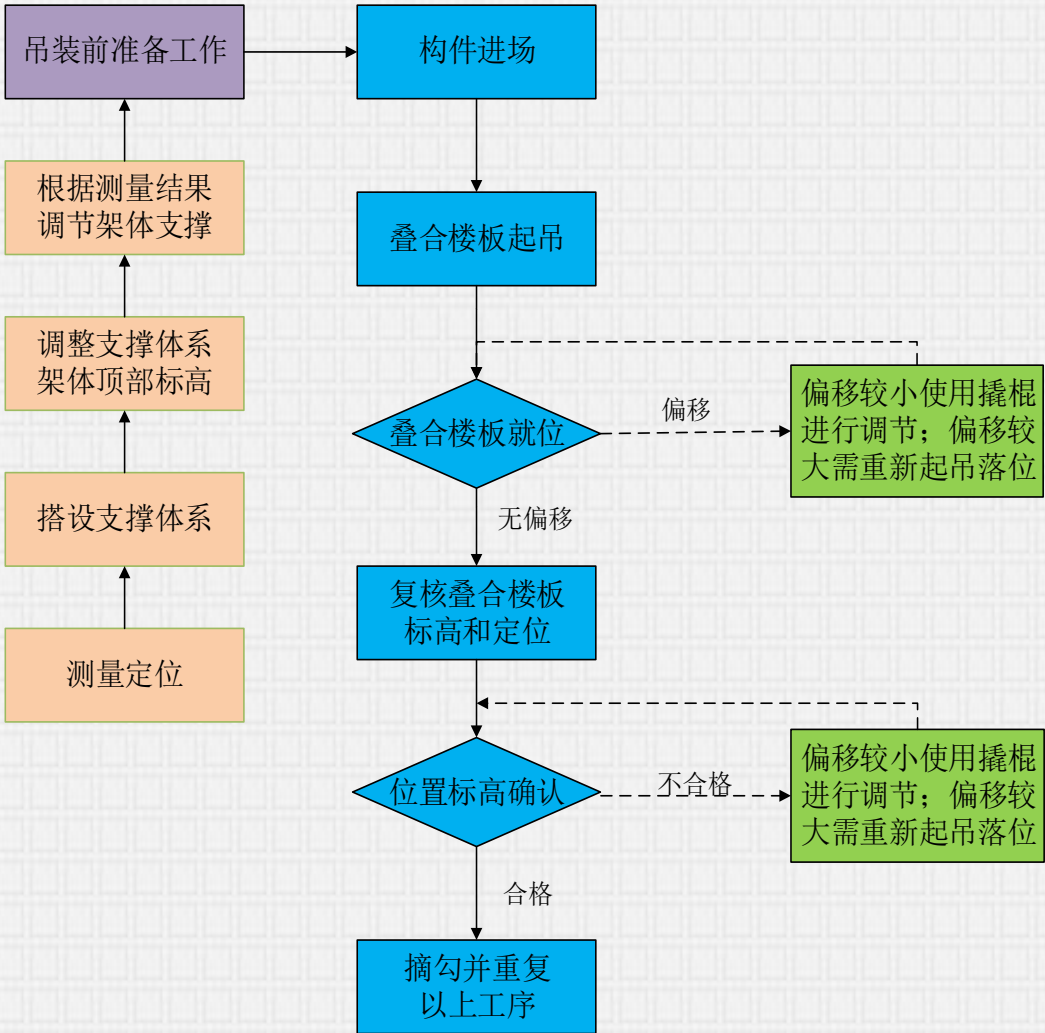 吊装前准备工作
构件进场
根据测量结果
调节架体支撑
叠合楼板起吊
调整支撑体系
架体顶部标高
叠合楼板就位
偏移
偏移较小使用撬棍
进行调节；偏移较
大需重新起吊落位
搭设支撑体系
无偏移
复核叠合楼板
标高和定位
测量定位
位置标高确认
不合格
偏移较小使用撬棍
进行调节；偏移较
大需重新起吊落位
合格
摘勾并重复
以上工序